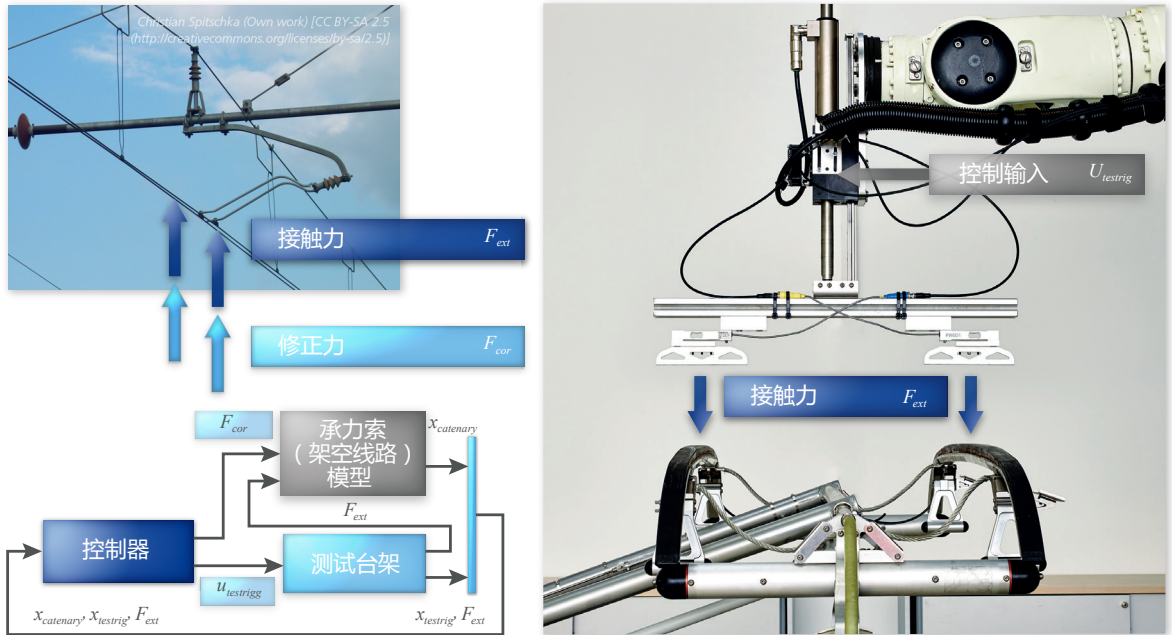 Christian Spitschka (Own work) [CC BY-SA 2.5
(http://creativecommons.org/licenses/by-sa/2.5)]
接触力 F_ext
修正力 F_cor
F_cor
承力索
(架空线路)
模型
x_catenary
F_ext
控制器
测试台架
u_testrigg
x_catenary, x_testrig, F_ext
x_testrig, F_ext
控制输入 U_testrig
接触力 F_ext